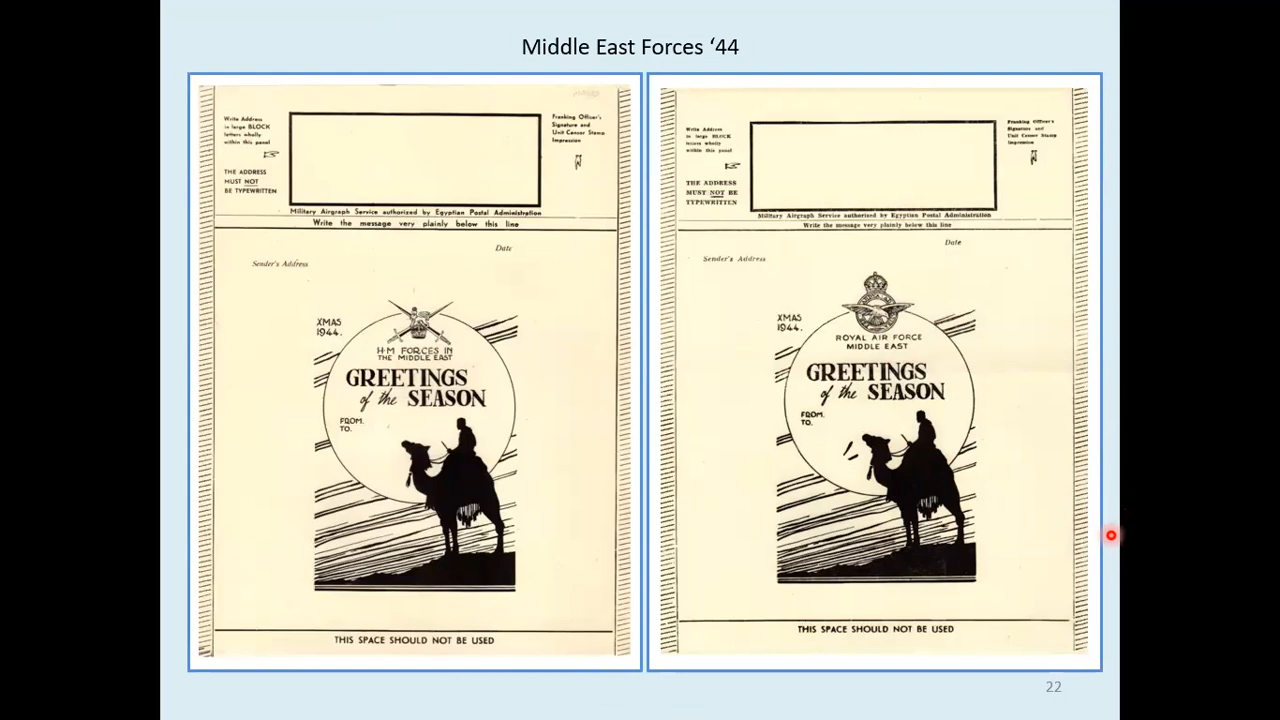 Middle East Forces ‘44
Write Address
in large BLOCK
letters wholly
within this panel
THE ADDRESS
MUST NOT
BE TYPEWRITTEN
Franking Officer's
Signature and
Unit Censor Stamp
Impression
Military Airgraph Service authorized by Egyptian Postal Administration
Write the message very plainly below this line
Date
Sender's Address
XMAS
1944.
H·M FORCES IN
THE MIDDLE EAST
GREETINGS
of the SEASON
FROM.
TO.
THIS SPACE SHOULD NOT BE USED
Write Address
in large BLOCK
letters wholly
within this panel
THE ADDRESS
MUST NOT BE
TYPEWRITTEN
Franking Officer's
Signature and
Unit Censor Stamp
Impression
Military Airgraph Service authorized by Egyptian Postal Administration
Write the message very plainly below this line
Date
Sender's Address
XMAS
1944.
ROYAL AIR FORCE
MIDDLE EAST
GREETINGS
of the SEASON
FROM.
TO.
THIS SPACE SHOULD NOT BE USED
22